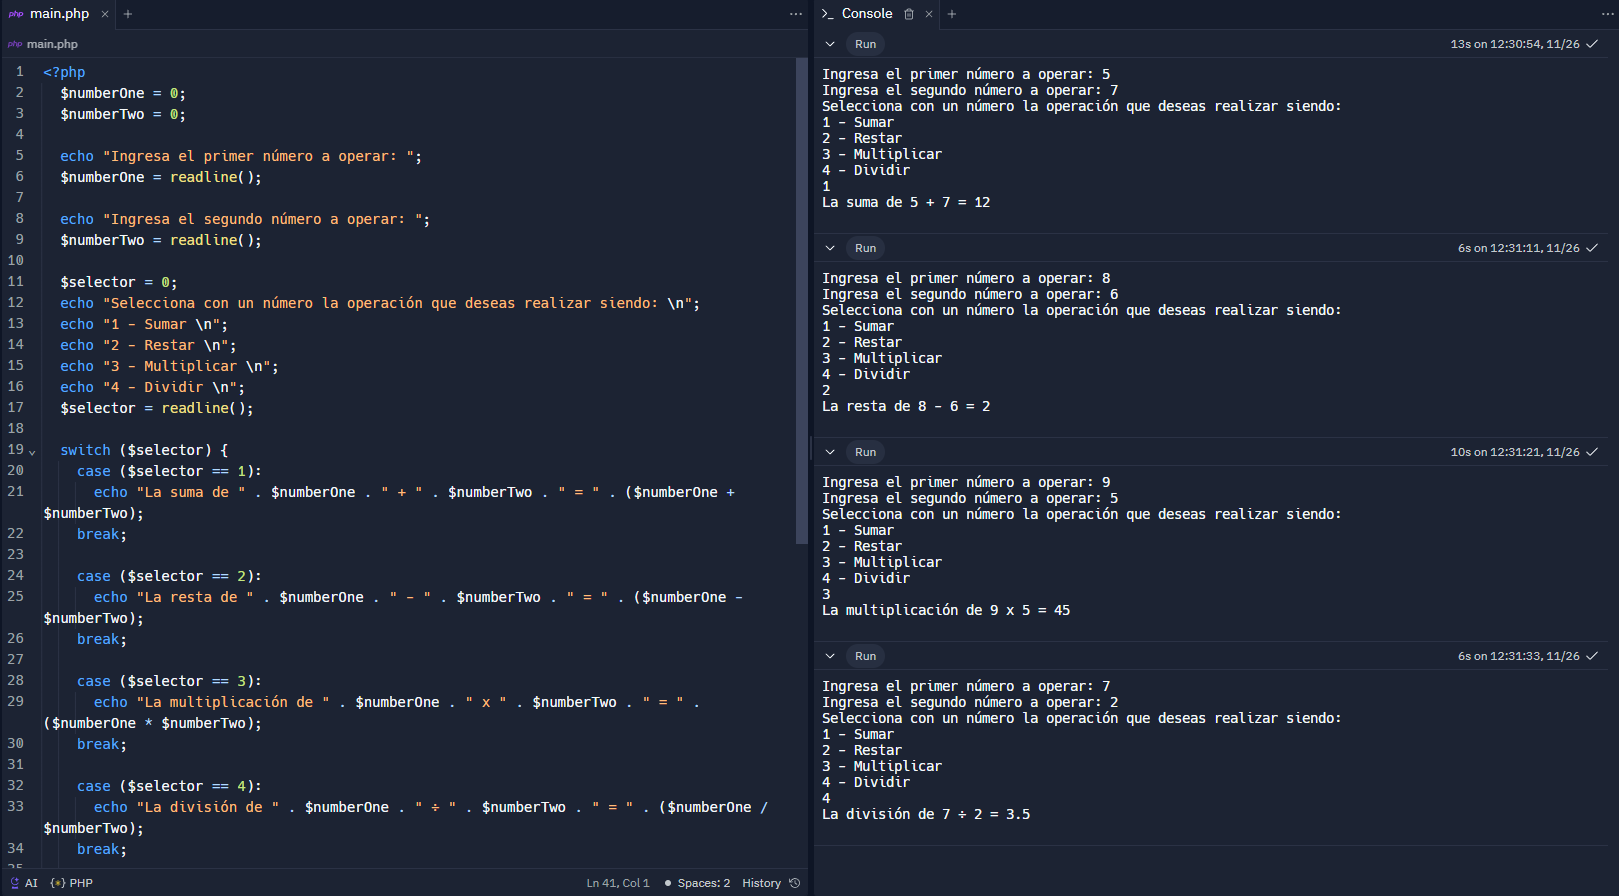 php main.php × +
php main.php
1 <?php
2 $numberOne = 0;
3 $numberTwo = 0;
4
5 echo "Ingresa el primer número a operar: ";
6 $numberOne = readline();
7
8 echo "Ingresa el segundo número a operar: ";
9 $numberTwo = readline();
10
11 $selector = 0;
12 echo "Selecciona con un número la operación que deseas realizar siendo: \n";
13 echo "1 - Sumar \n";
14 echo "2 - Restar \n";
15 echo "3 - Multiplicar \n";
16 echo "4 - Dividir \n";
17 $selector = readline();
18
19 switch ($selector) {
20 case ($selector == 1):
21 echo "La suma de " . $numberOne . " + " . $numberTwo . " = " . ($numberOne +
$numberTwo);
22 break;
23
24 case ($selector == 2):
25 echo "La resta de " . $numberOne . " - " . $numberTwo . " = " . ($numberOne -
$numberTwo);
26 break;
27
28 case ($selector == 3):
29 echo "La multiplicación de " . $numberOne . " x " . $numberTwo . " = " .
($numberOne * $numberTwo);
30 break;
31
32 case ($selector == 4):
33 echo "La división de " . $numberOne . " ÷ " . $numberTwo . " = " . ($numberOne /
$numberTwo);
34 break;
35
AI {•} PHP Ln 41, Col 1 Spaces: 2 History
>_ Console × +
Run 13s on 12:30:54, 11/26
Ingresa el primer número a operar: 5
Ingresa el segundo número a operar: 7
Selecciona con un número la operación que deseas realizar siendo:
1 - Sumar
2 - Restar
3 - Multiplicar
4 - Dividir
1
La suma de 5 + 7 = 12
Run 6s on 12:31:11, 11/26
Ingresa el primer número a operar: 8
Ingresa el segundo número a operar: 6
Selecciona con un número la operación que deseas realizar siendo:
1 - Sumar
2 - Restar
3 - Multiplicar
4 - Dividir
2
La resta de 8 - 6 = 2
Run 10s on 12:31:21, 11/26
Ingresa el primer número a operar: 9
Ingresa el segundo número a operar: 5
Selecciona con un número la operación que deseas realizar siendo:
1 - Sumar
2 - Restar
3 - Multiplicar
4 - Dividir
3
La multiplicación de 9 x 5 = 45
Run 6s on 12:31:33, 11/26
Ingresa el primer número a operar: 7
Ingresa el segundo número a operar: 2
Selecciona con un número la operación que deseas realizar siendo:
1 - Sumar
2 - Restar
3 - Multiplicar
4 - Dividir
4
La división de 7 ÷ 2 = 3.5